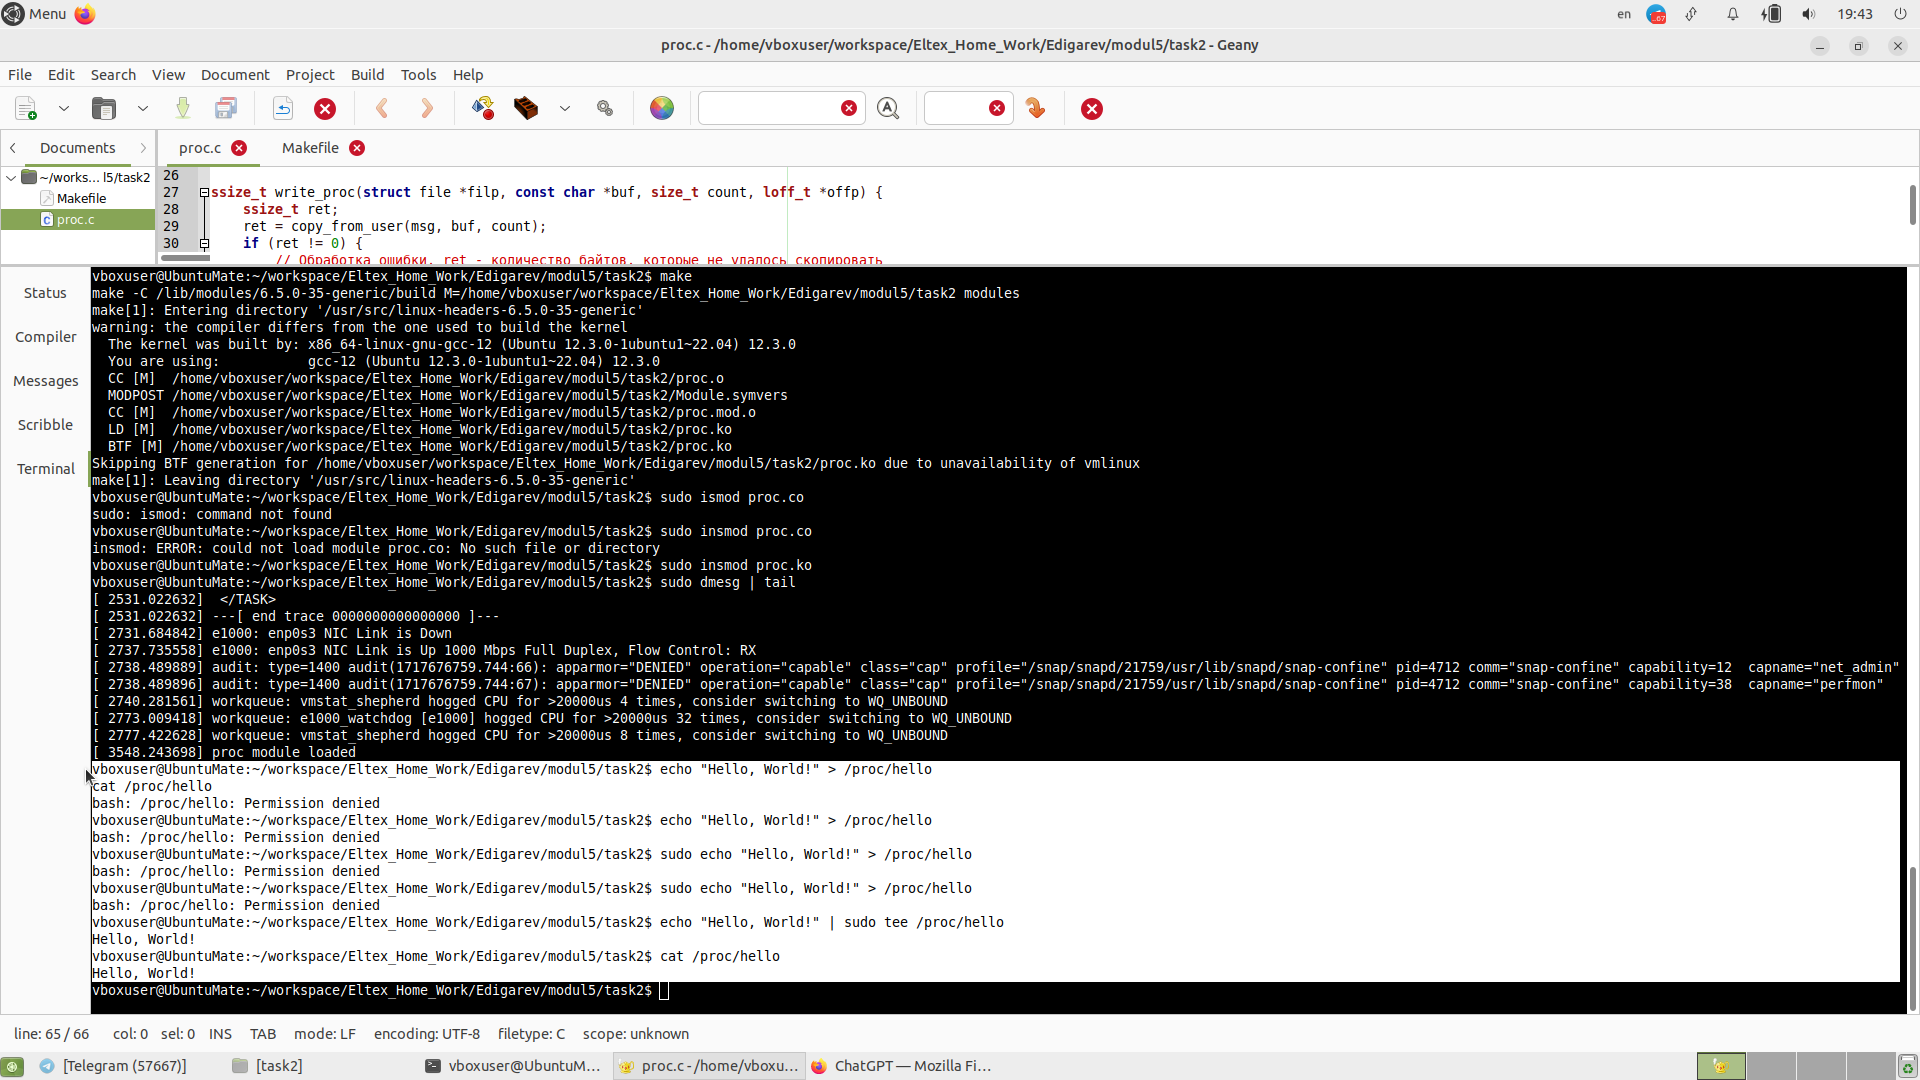 Menu
en
67
19:43
proc.c - /home/vboxuser/workspace/Eltex_Home_Work/Edigarev/modul5/task2 - Geany
File Edit Search View Document Project Build Tools Help
Documents
proc.c
Makefile
~/works... l5/task2
Makefile
proc.c
26
27 ssize_t write_proc(struct file *filp, const char *buf, size_t count, loff_t *offp) {
28 ssize_t ret;
29 ret = copy_from_user(msg, buf, count);
30 if (ret != 0) {
// Обработка ошибки, ret - количество байтов, которые не удалось скопировать
Status
Compiler
Messages
Scribble
Terminal
vboxuser@UbuntuMate:~/workspace/Eltex_Home_Work/Edigarev/modul5/task2$ make
make -C /lib/modules/6.5.0-35-generic/build M=/home/vboxuser/workspace/Eltex_Home_Work/Edigarev/modul5/task2 modules
make[1]: Entering directory '/usr/src/linux-headers-6.5.0-35-generic'
warning: the compiler differs from the one used to build the kernel
The kernel was built by: x86_64-linux-gnu-gcc-12 (Ubuntu 12.3.0-1ubuntu1~22.04) 12.3.0
You are using: gcc-12 (Ubuntu 12.3.0-1ubuntu1~22.04) 12.3.0
CC [M] /home/vboxuser/workspace/Eltex_Home_Work/Edigarev/modul5/task2/proc.o
MODPOST /home/vboxuser/workspace/Eltex_Home_Work/Edigarev/modul5/task2/Module.symvers
CC [M] /home/vboxuser/workspace/Eltex_Home_Work/Edigarev/modul5/task2/proc.mod.o
LD [M] /home/vboxuser/workspace/Eltex_Home_Work/Edigarev/modul5/task2/proc.ko
BTF [M] /home/vboxuser/workspace/Eltex_Home_Work/Edigarev/modul5/task2/proc.ko
Skipping BTF generation for /home/vboxuser/workspace/Eltex_Home_Work/Edigarev/modul5/task2/proc.ko due to unavailability of vmlinux
make[1]: Leaving directory '/usr/src/linux-headers-6.5.0-35-generic'
vboxuser@UbuntuMate:~/workspace/Eltex_Home_Work/Edigarev/modul5/task2$ sudo ismod proc.co
sudo: ismod: command not found
vboxuser@UbuntuMate:~/workspace/Eltex_Home_Work/Edigarev/modul5/task2$ sudo insmod proc.co
insmod: ERROR: could not load module proc.co: No such file or directory
vboxuser@UbuntuMate:~/workspace/Eltex_Home_Work/Edigarev/modul5/task2$ sudo insmod proc.ko
vboxuser@UbuntuMate:~/workspace/Eltex_Home_Work/Edigarev/modul5/task2$ sudo dmesg | tail
[ 2531.022632] </TASK>
[ 2531.022632] ---[ end trace 0000000000000000 ]---
[ 2731.684842] e1000: enp0s3 NIC Link is Down
[ 2737.735558] e1000: enp0s3 NIC Link is Up 1000 Mbps Full Duplex, Flow Control: RX
[ 2738.489889] audit: type=1400 audit(1717676759.744:66): apparmor="DENIED" operation="capable" class="cap" profile="/snap/snapd/21759/usr/lib/snapd/snap-confine" pid=4712 comm="snap-confine" capability=12 capname="net_admin"
[ 2738.489896] audit: type=1400 audit(1717676759.744:67): apparmor="DENIED" operation="capable" class="cap" profile="/snap/snapd/21759/usr/lib/snapd/snap-confine" pid=4712 comm="snap-confine" capability=38 capname="perfmon"
[ 2740.281561] workqueue: vmstat_shepherd hogged CPU for >20000us 4 times, consider switching to WQ_UNBOUND
[ 2773.009418] workqueue: e1000_watchdog [e1000] hogged CPU for >20000us 32 times, consider switching to WQ_UNBOUND
[ 2777.422628] workqueue: vmstat_shepherd hogged CPU for >20000us 8 times, consider switching to WQ_UNBOUND
[ 3548.243698] proc module loaded
vboxuser@UbuntuMate:~/workspace/Eltex_Home_Work/Edigarev/modul5/task2$ echo "Hello, World!" > /proc/hello
cat /proc/hello
bash: /proc/hello: Permission denied
vboxuser@UbuntuMate:~/workspace/Eltex_Home_Work/Edigarev/modul5/task2$ echo "Hello, World!" > /proc/hello
bash: /proc/hello: Permission denied
vboxuser@UbuntuMate:~/workspace/Eltex_Home_Work/Edigarev/modul5/task2$ sudo echo "Hello, World!" > /proc/hello
bash: /proc/hello: Permission denied
vboxuser@UbuntuMate:~/workspace/Eltex_Home_Work/Edigarev/modul5/task2$ sudo echo "Hello, World!" > /proc/hello
bash: /proc/hello: Permission denied
vboxuser@UbuntuMate:~/workspace/Eltex_Home_Work/Edigarev/modul5/task2$ echo "Hello, World!" | sudo tee /proc/hello
Hello, World!
vboxuser@UbuntuMate:~/workspace/Eltex_Home_Work/Edigarev/modul5/task2$ cat /proc/hello
Hello, World!
vboxuser@UbuntuMate:~/workspace/Eltex_Home_Work/Edigarev/modul5/task2$
line: 65 / 66 col: 0 sel: 0 INS TAB mode: LF encoding: UTF-8 filetype: C scope: unknown
[Telegram (57667)]
[task2]
vboxuser@UbuntuM...
proc.c - /home/vboxu...
ChatGPT — Mozilla Fi...